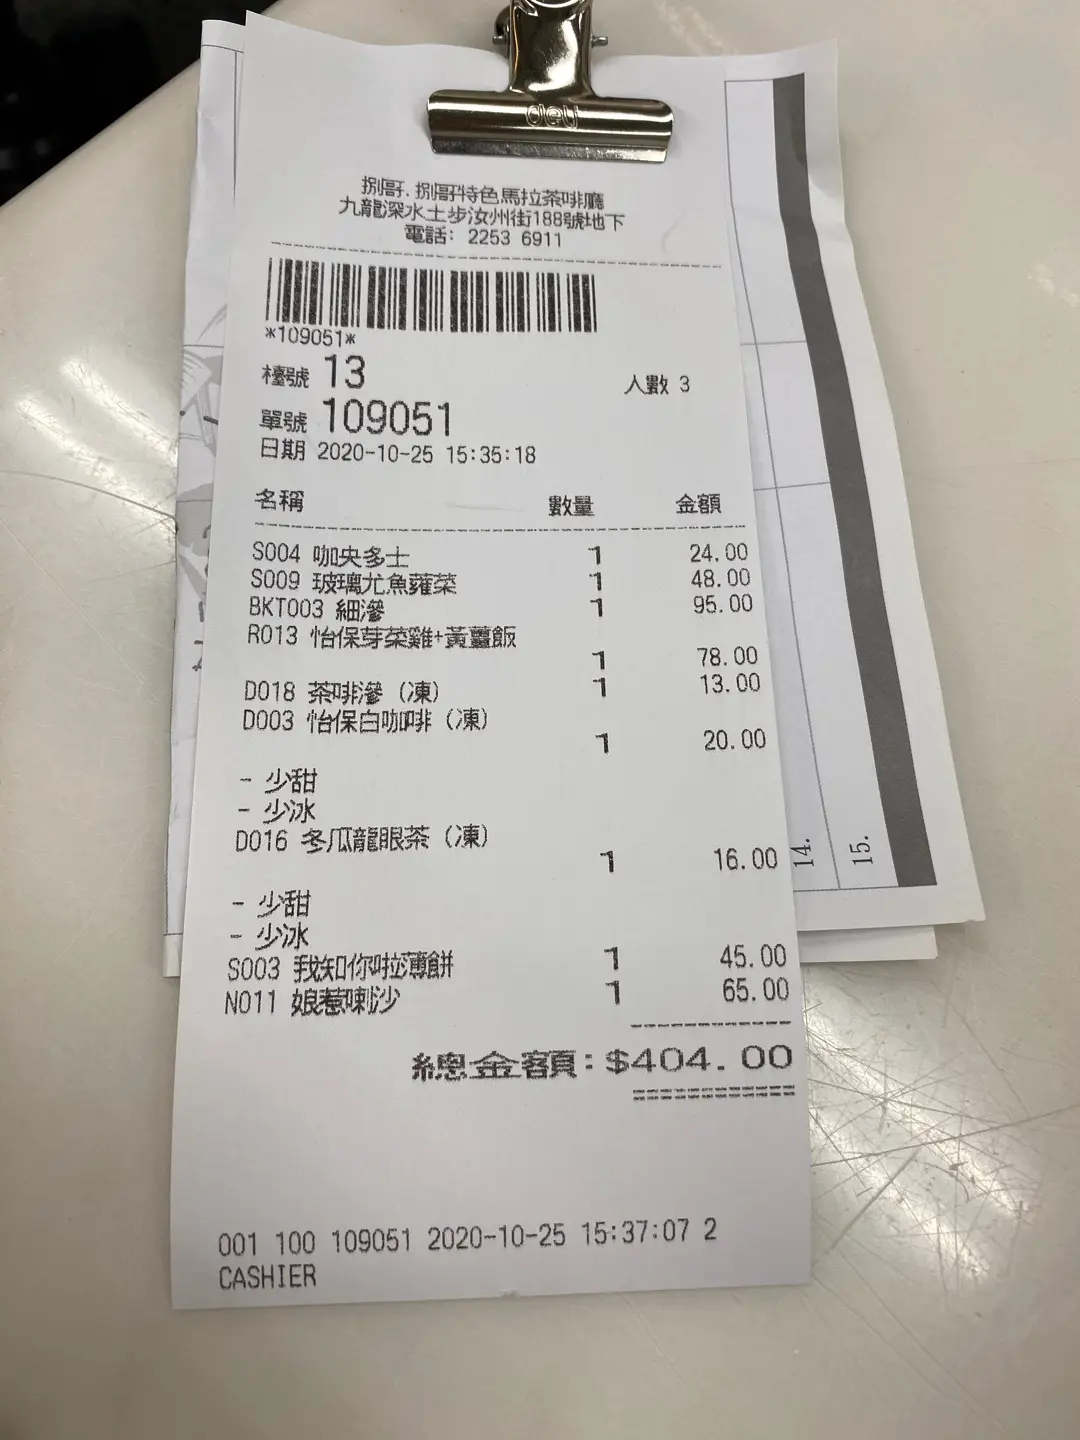 deli
捌哥.捌哥特色馬拉茶啡廳
九龍深水土步汝州街188號地下
電話: 2253 6911
*109051*
檯號 13 人數 3
單號 109051
日期 2020-10-25 15:35:18
名稱 數量 金額
S004 咖央多士 1 24.00
S009 玻璃尤魚蕹菜 1 48.00
BKT003 細滲 1 95.00
R013 怡保芽菜雞+黃薑飯
1 78.00
D018 茶啡滲 (凍) 1 13.00
D003 怡保白咖啡 (凍)
1 20.00
- 少甜
- 少冰
D016 冬瓜龍眼茶 (凍)
1 16.00
- 少甜
- 少冰
S003 我知你啦薄餅 1 45.00
N011 娘惹喇沙 1 65.00
總金額:$404.00
001 100 109051 2020-10-25 15:37:07 2
CASHIER
14.
15.